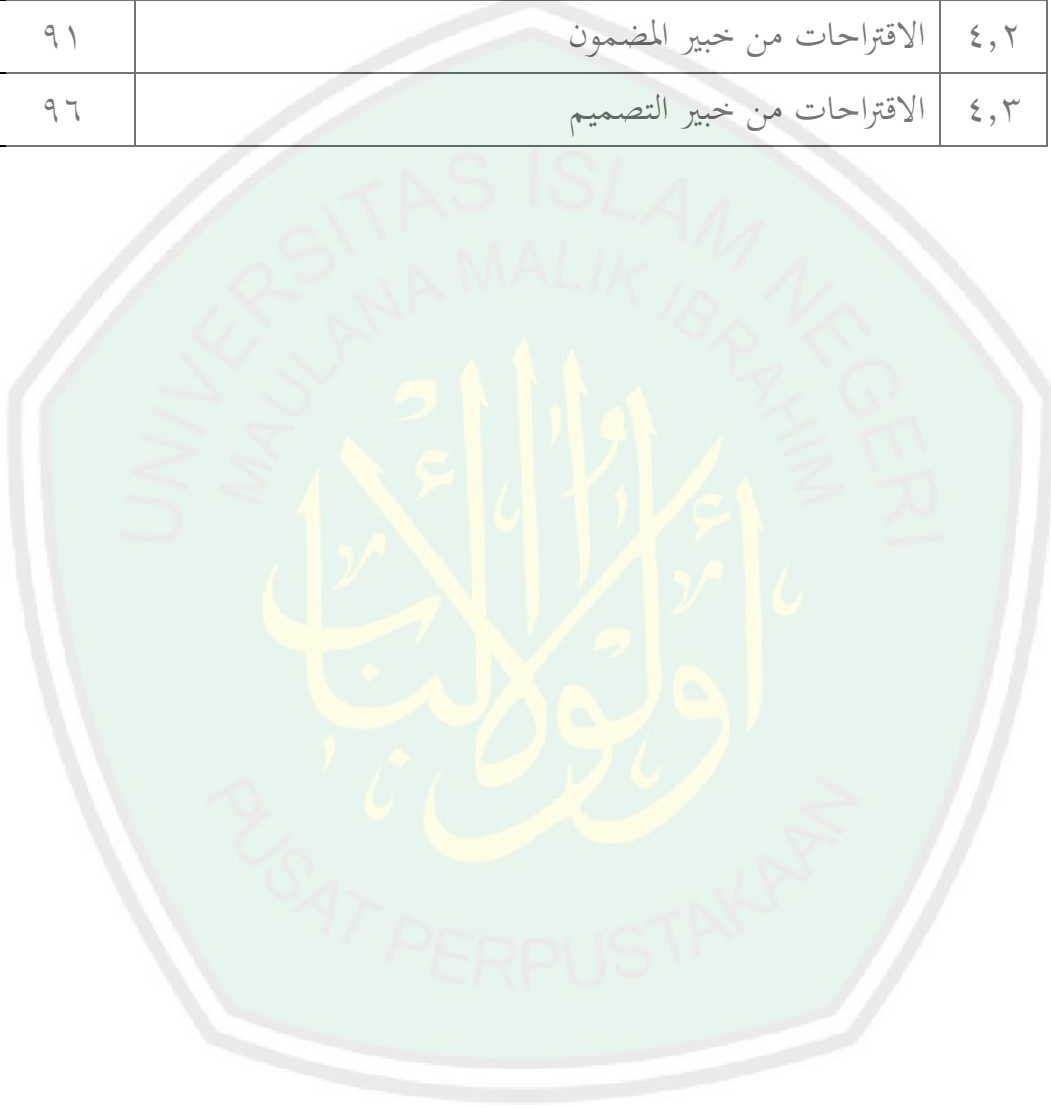 ٤,٢ الاقتراحات من خبير المضمون ٩١
٤,٣ الاقتراحات من خبير التصميم ٩٦
UNIVERSITAS ISLAM NEGERI
MAULANA MALIK IBRAHIM
أولوا الألباب
PUSAT PERPUSTAKAAN